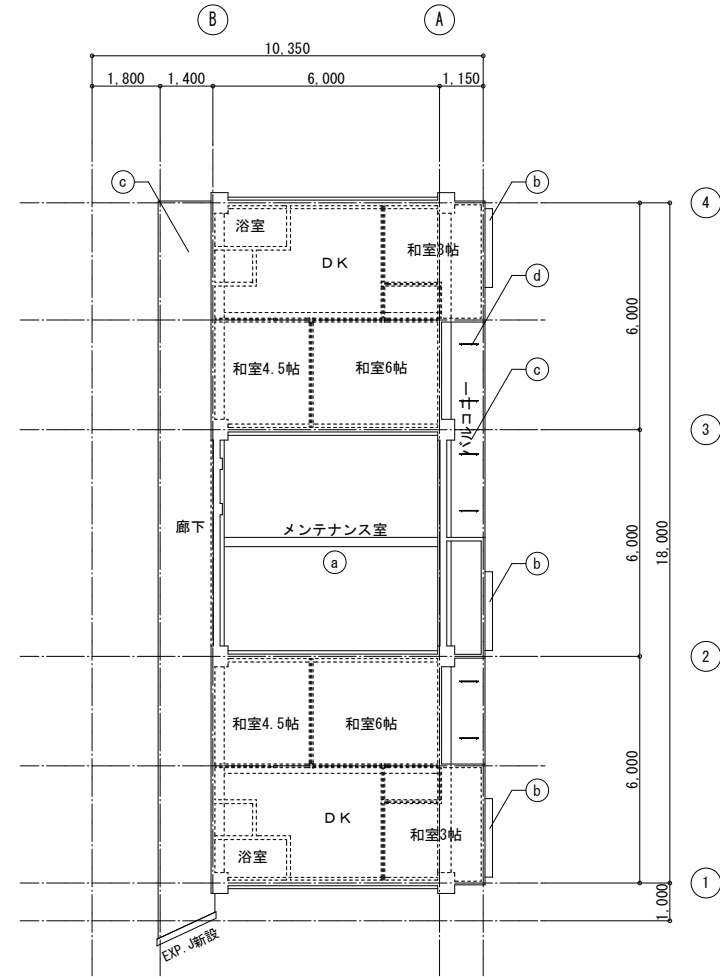 B
A
10,350
1,800
1,400
6,000
1,150
c
b
4
浴室
DK
和室3帖
d
6,000
和室4.5帖
和室6帖
c
バルコニー
3
廊下
メンテナンス室
a
6,000
18,000
b
2
和室4.5帖
和室6帖
6,000
DK
b
和室3帖
浴室
1
1,000
EXP.J新設